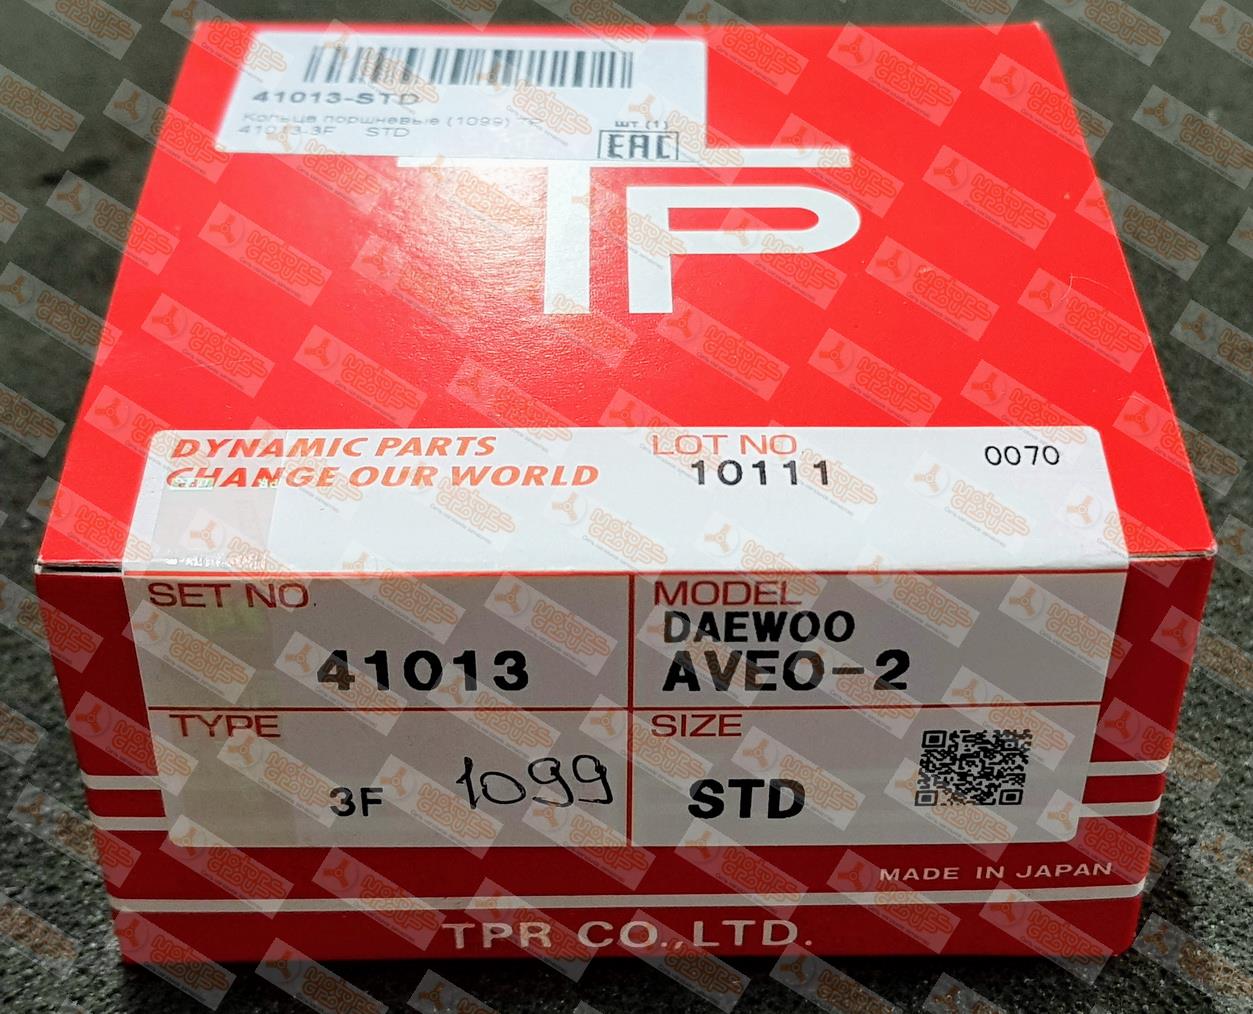 41013-STD
Кольца поршневые (1099) TP
41013-3F STD
шт (1)
EAC
TP
DYNAMIC PARTS
CHANGE OUR WORLD
LOT NO
10111
0070
SET NO.
41013
MODEL
DAEWOO
AVEO-2
TYPE
3F 1099
SIZE
STD
MADE IN JAPAN
TPR CO.,LTD.